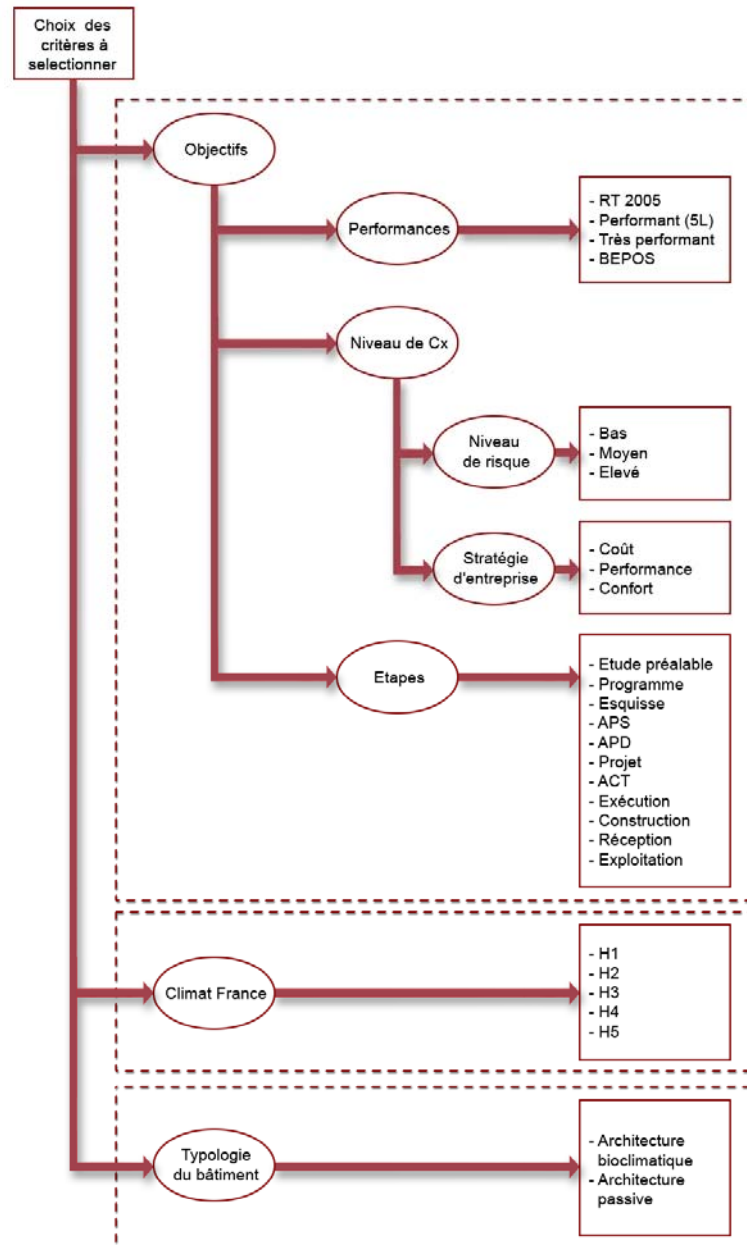 Choix des
critères à
selectionner
Objectifs
Performances
- RT 2005
- Performant (5L)
- Très performant
- BEPOS
Niveau de Cx
Niveau
de risque
- Bas
- Moyen
- Elevé
Stratégie
d'entreprise
- Coût
- Performance
- Confort
Etapes
- Etude préalable
- Programme
- Esquisse
- APS
- APD
- Projet
- ACT
- Exécution
- Construction
- Réception
- Exploitation
Climat France
- H1
- H2
- H3
- H4
- H5
Typologie
du bâtiment
- Architecture
bioclimatique
- Architecture
passive